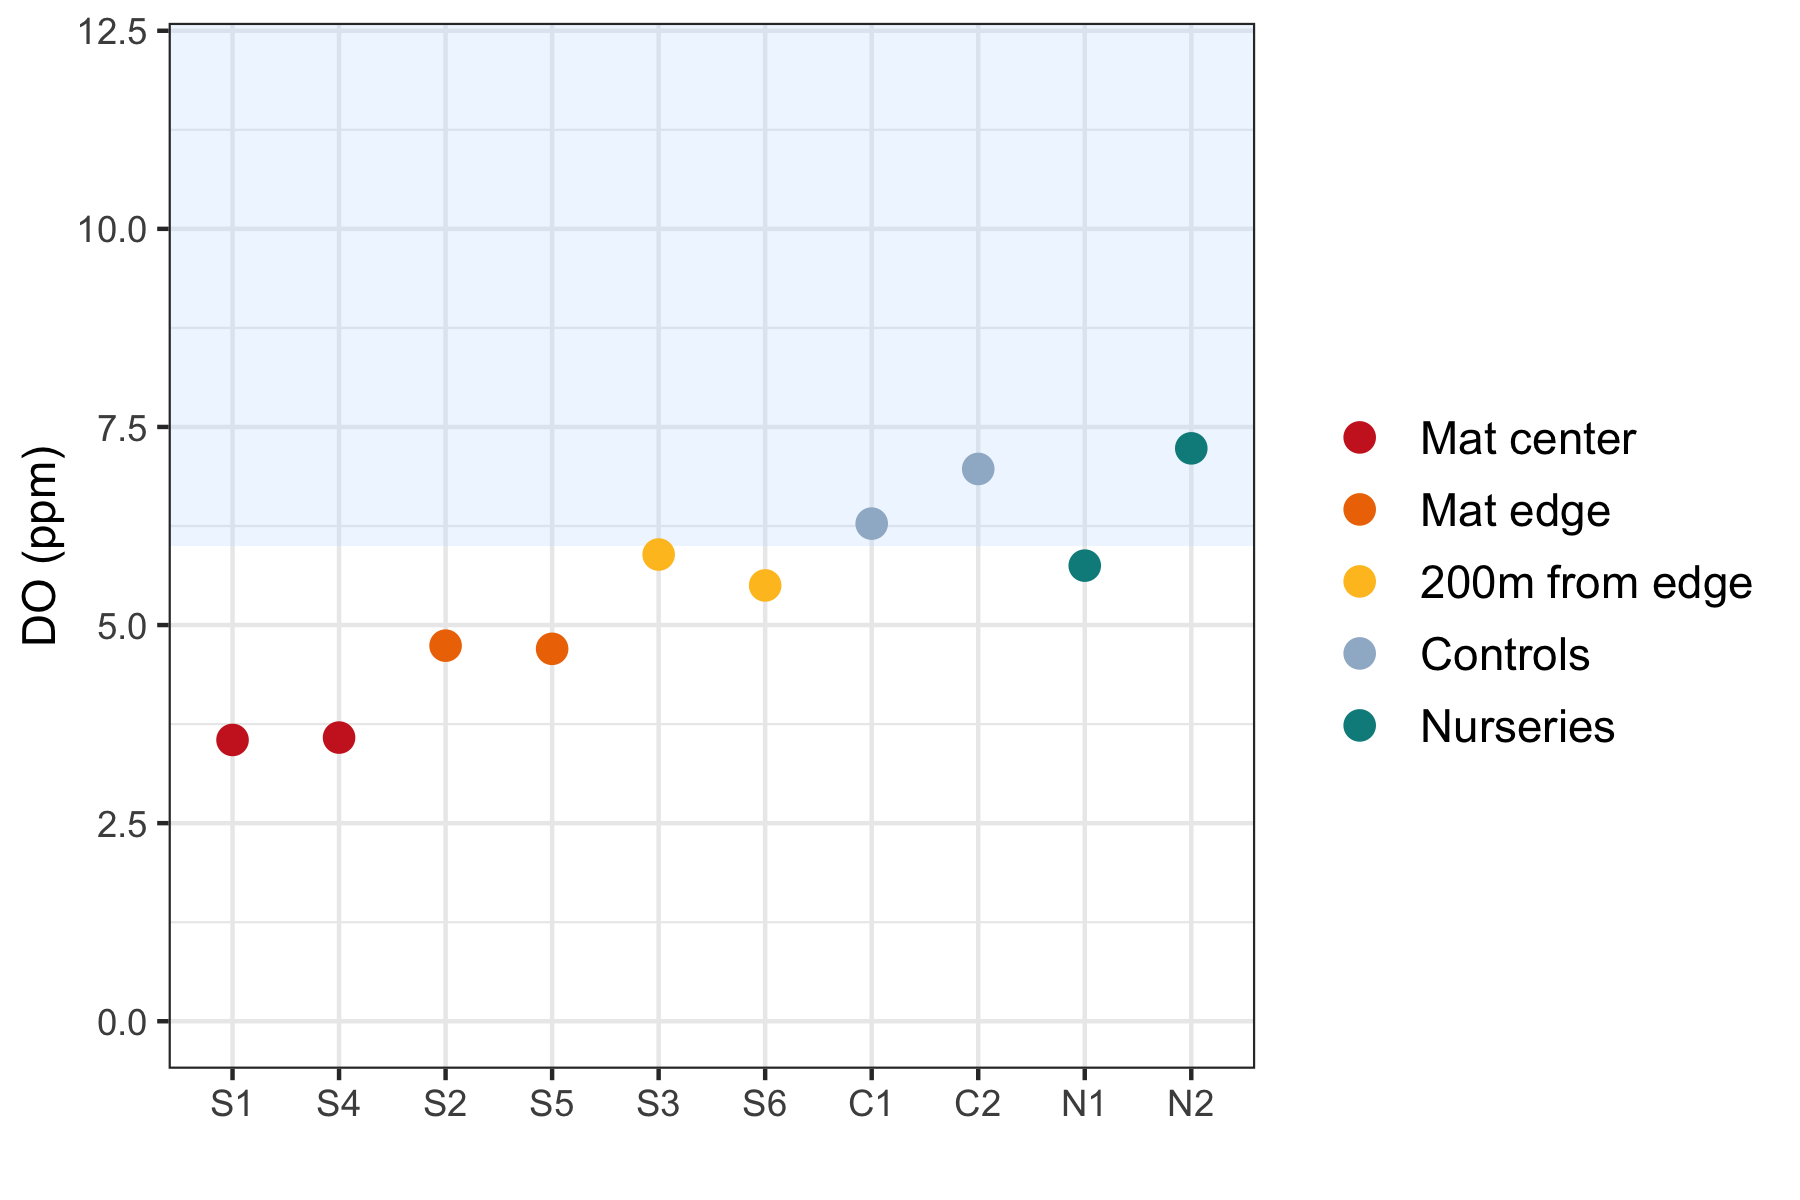 12.5
10.0
7.5
5.0
2.5
0.0
DO (ppm)
S1 S4 S2 S5 S3 S6 C1 C2 N1 N2
Mat center
Mat edge
200m from edge
Controls
Nurseries